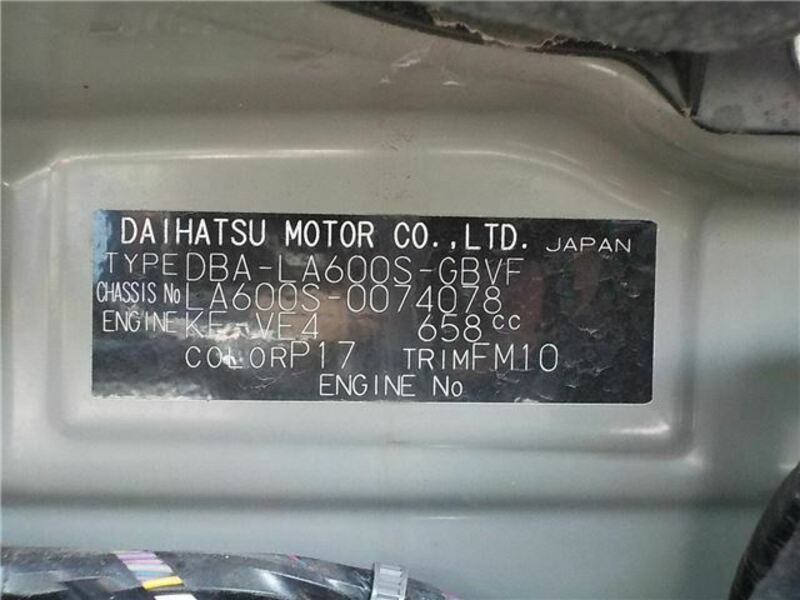 DAIHATSU MOTOR CO.,LTD. JAPAN
TYPE DBA-LA600S-GBVF
CHASSIS No LA600S-0074078
ENGINE KF-VE4 658cc
COLOR P17 TRIM FM10
ENGINE No